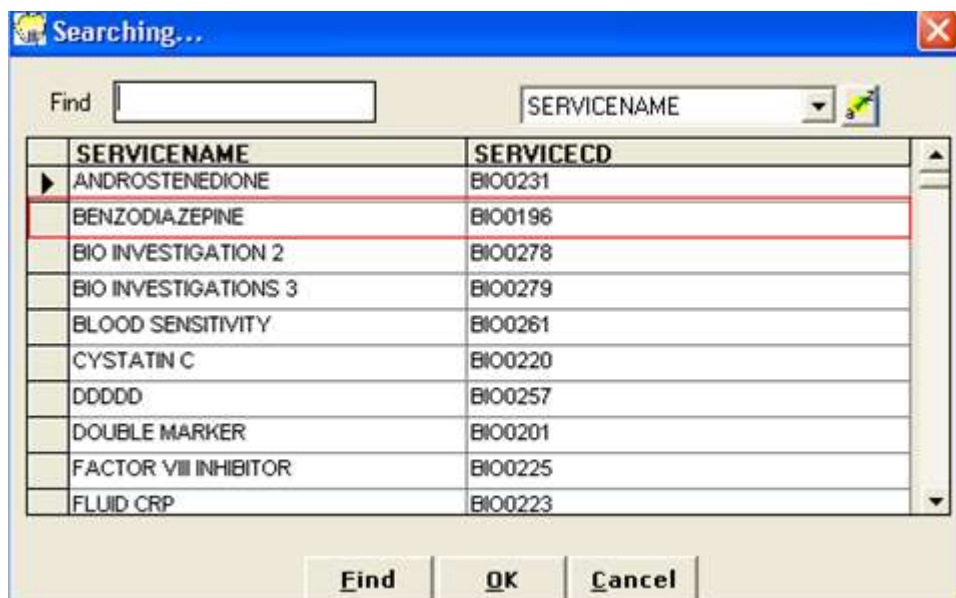 Searching...
Find SERVICENAME
SERVICENAME SERVICECD
ANDROSTENEDIONE BIO0231
BENZODIAZEPINE BIO0196
BIO INVESTIGATION 2 BIO0278
BIO INVESTIGATIONS 3 BIO0279
BLOOD SENSITIVITY BIO0261
CYSTATIN C BIO0220
DDDDD BIO0257
DOUBLE MARKER BIO0201
FACTOR VIII INHIBITOR BIO0225
FLUID CRP BIO0223
Find OK Cancel